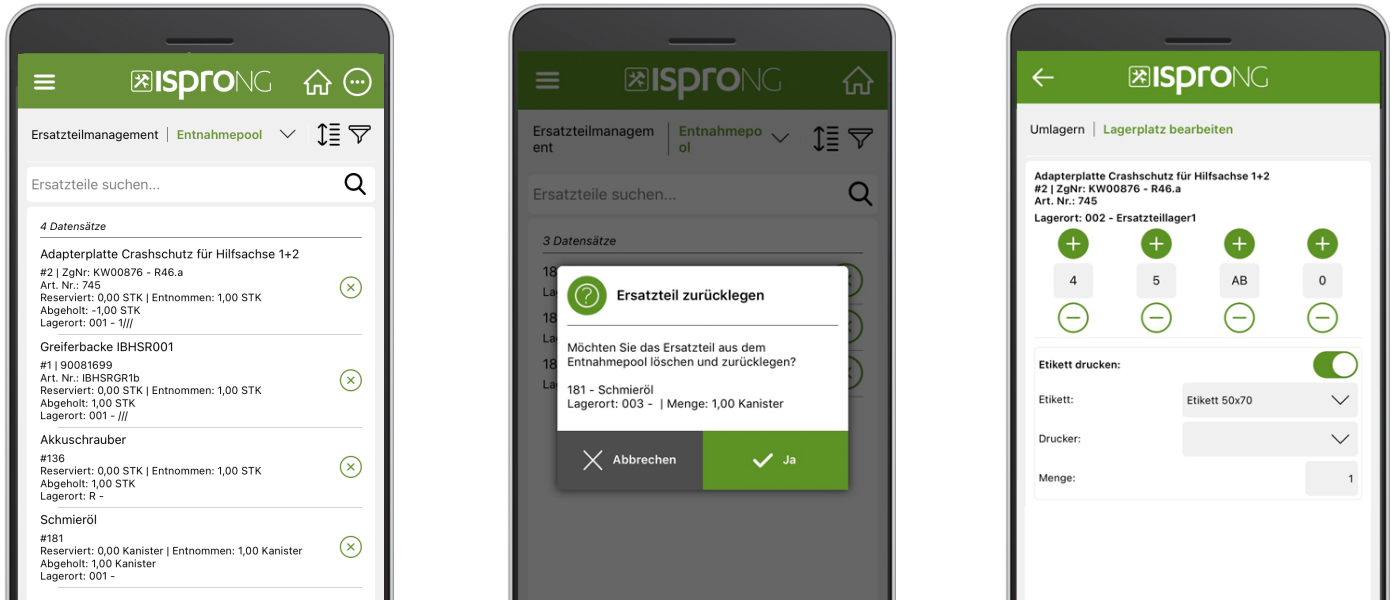 ISPRONG
Ersatzteilmanagement | Entnahmepool
Ersatzteile suchen...
4 Datensätze
Adapterplatte Crashschutz für Hilfsachse 1+2
#2 | ZgNr: KW00876 - R46.a
Art. Nr.: 745
Reserviert: 0,00 STK | Entnommen: 1,00 STK
Abgeholt: -1,00 STK
Lagerort: 001 - 1///
Greiferbacke IBHSR001
#1 | 90081699
Art. Nr.: IBHSRGR1b
Reserviert: 0,00 STK | Entnommen: 1,00 STK
Abgeholt: 1,00 STK
Lagerort: 001 - ///
Akkuschrauber
#136
Reserviert: 0,00 STK | Entnommen: 1,00 STK
Abgeholt: 1,00 STK
Lagerort: R -
Schmieröl
#181
Reserviert: 0,00 Kanister | Entnommen: 1,00 Kanister
Abgeholt: 1,00 Kanister
Lagerort: 001 -
ISPRONG
Ersatzteilmanagem
ent
Entnahmepo
ol
Ersatzteile suchen...
3 Datensätze
18
La
18
La
18
La
Ersatzteil zurücklegen
Möchten Sie das Ersatzteil aus dem
Entnahmepool löschen und zurücklegen?
181 - Schmieröl
Lagerort: 003 - | Menge: 1,00 Kanister
Abbrechen
Ja
ISPRONG
Umlagern | Lagerplatz bearbeiten
Adapterplatte Crashschutz für Hilfsachse 1+2
#2 | ZgNr: KW00876 - R46.a
Art. Nr.: 745
Lagerort: 002 - Ersatzteillager1
4 5 AB 0
Etikett drucken:
Etikett: Etikett 50x70
Drucker:
Menge: 1